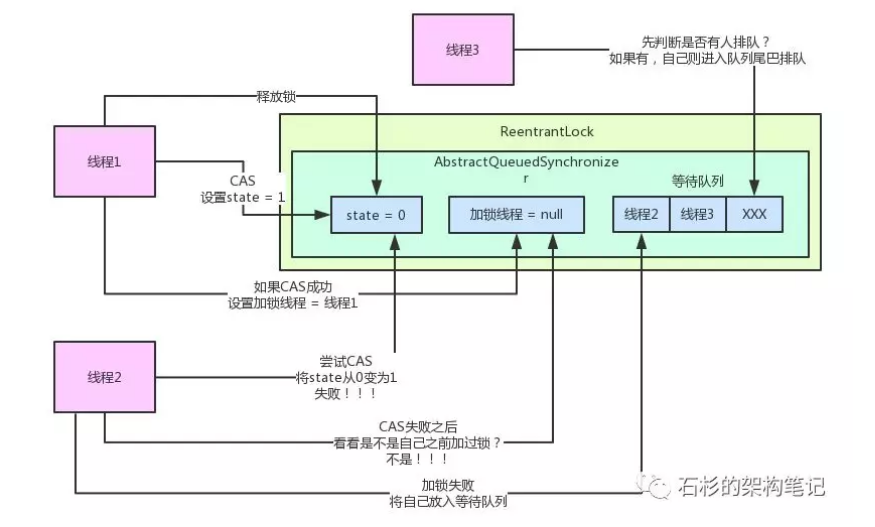 线程3
先判断是否有人排队？
如果有，自己则进入队列尾巴排队
释放锁
线程1
ReentrantLock
AbstractQueuedSynchronize
r
CAS
设置state = 1
等待队列
state = 0
加锁线程 = null
线程2
线程3
XXX
如果CAS成功
设置加锁线程 = 线程1
线程2
尝试CAS
将state从0变为1
失败！！！
CAS失败之后
看看是不是自己之前加过锁？
不是！！！
加锁失败
将自己放入等待队列
石杉的架构笔记